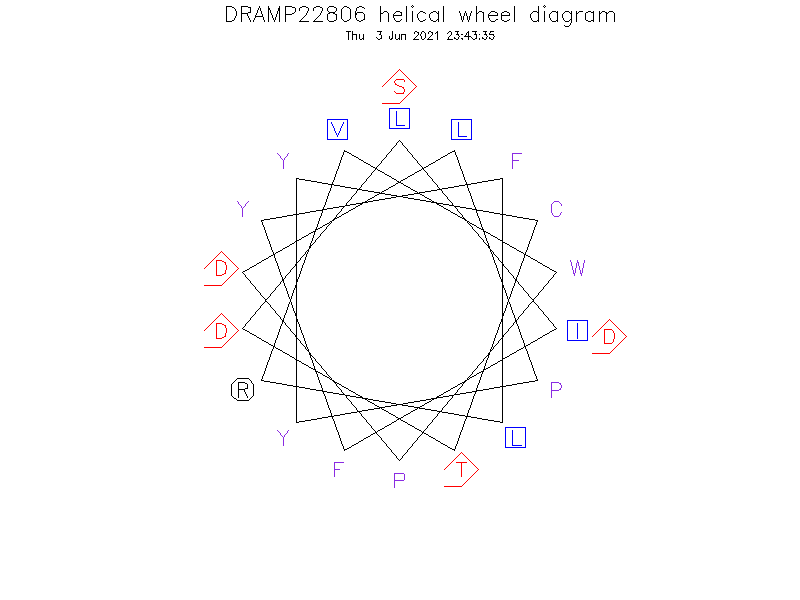 DRAMP22806 helical wheel diagram
Thu 3 Jun 2021 23:43:35
S
V L L
Y F
Y C
D W
D I D
R P
Y L
F T
P